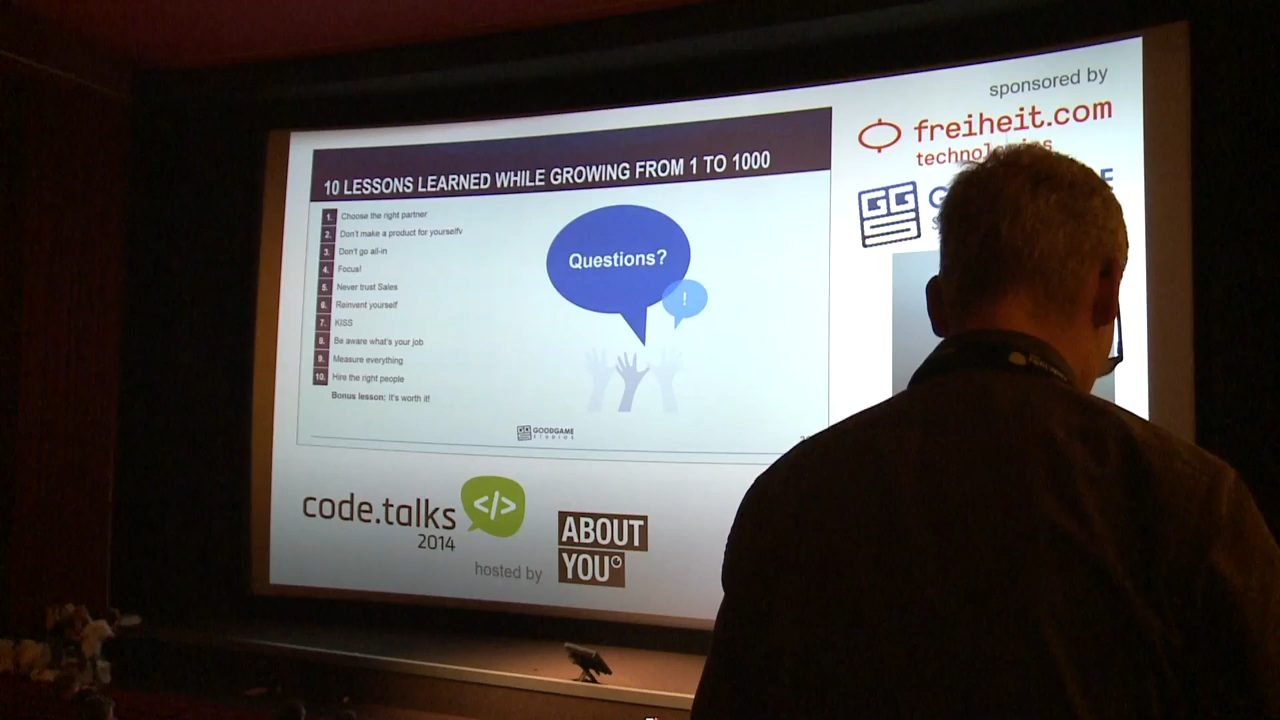 sponsored by
freiheit.com
technologies
10 LESSONS LEARNED WHILE GROWING FROM 1 TO 1000
1. Choose the right partner
2. Don't make a product for yourselfv
3. Don't go all-in
4. Focus!
5. Never trust Sales
6. Reinvent yourself
7. KISS
8. Be aware what's your job
9. Measure everything
10. Hire the right people
Bonus lesson: It's worth it!
Questions?
!
GOODGAME
STUDIOS
code.talks
</>
2014
hosted by
ABOUT
YOU